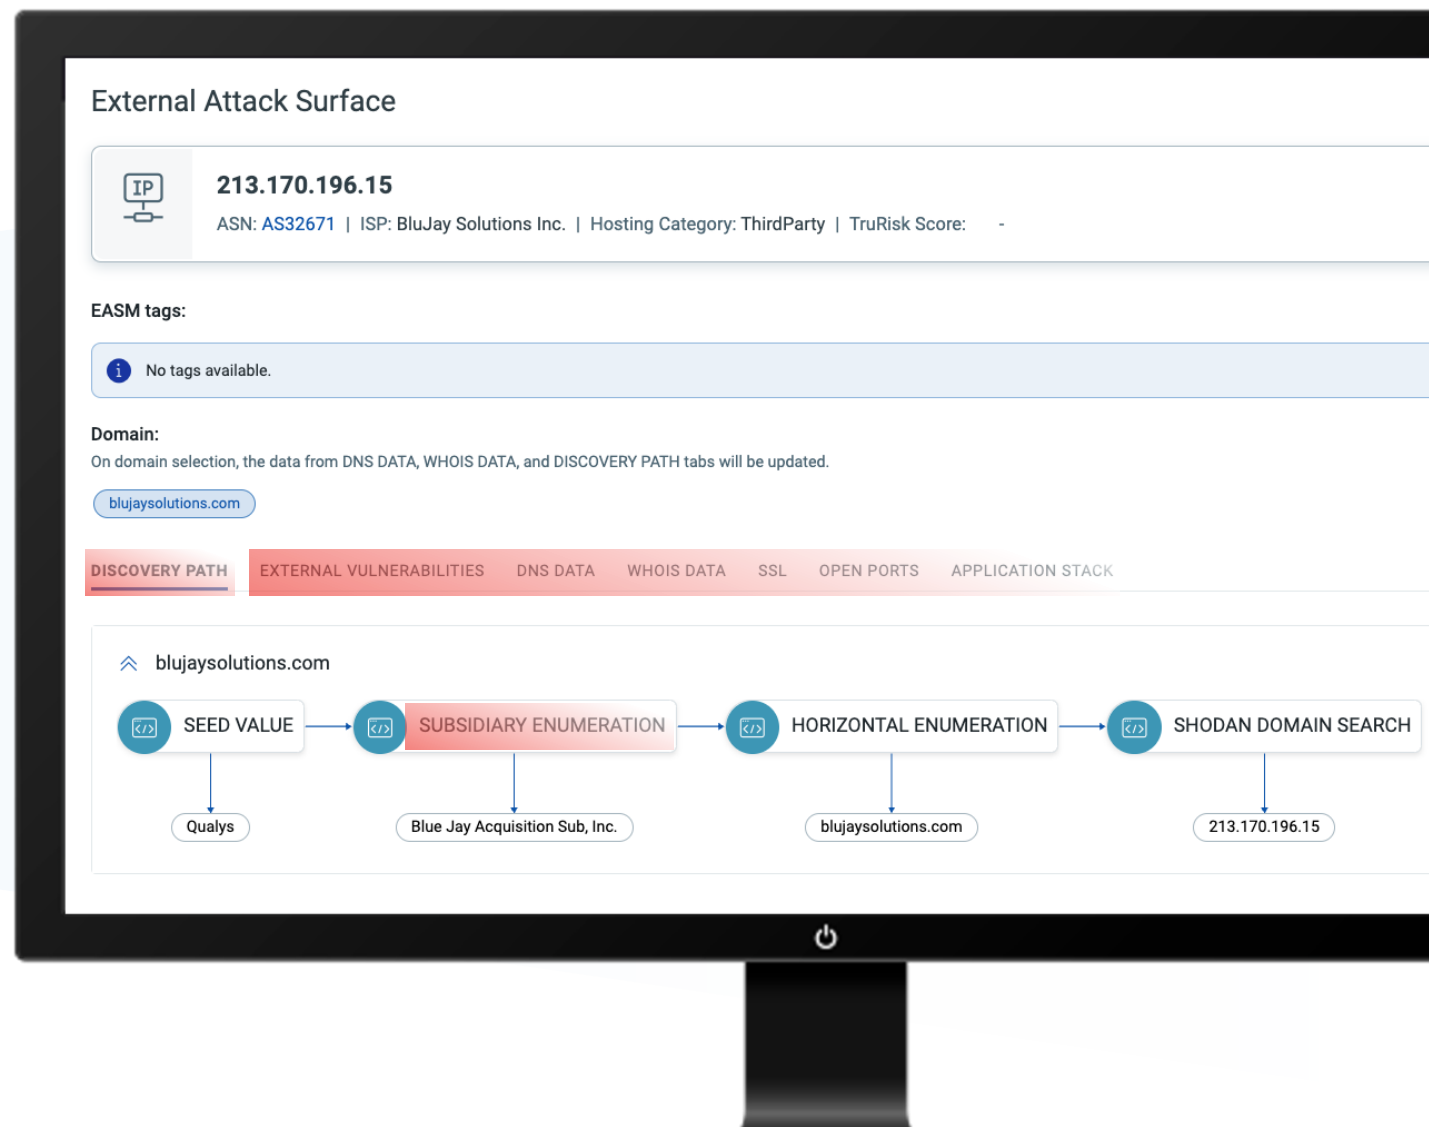 External Attack Surface
IP
213.170.196.15
ASN: AS32671 | ISP: BluJay Solutions Inc. | Hosting Category: ThirdParty | TruRisk Score: -
EASM tags:
i No tags available.
Domain:
On domain selection, the data from DNS DATA, WHOIS DATA, and DISCOVERY PATH tabs will be updated.
blujaysolutions.com
DISCOVERY PATH EXTERNAL VULNERABILITIES DNS DATA WHOIS DATA SSL OPEN PORTS APPLICATION STACK
blujaysolutions.com
SEED VALUE SUBSIDIARY ENUMERATION HORIZONTAL ENUMERATION SHODAN DOMAIN SEARCH
Qualys Blue Jay Acquisition Sub, Inc. blujaysolutions.com 213.170.196.15